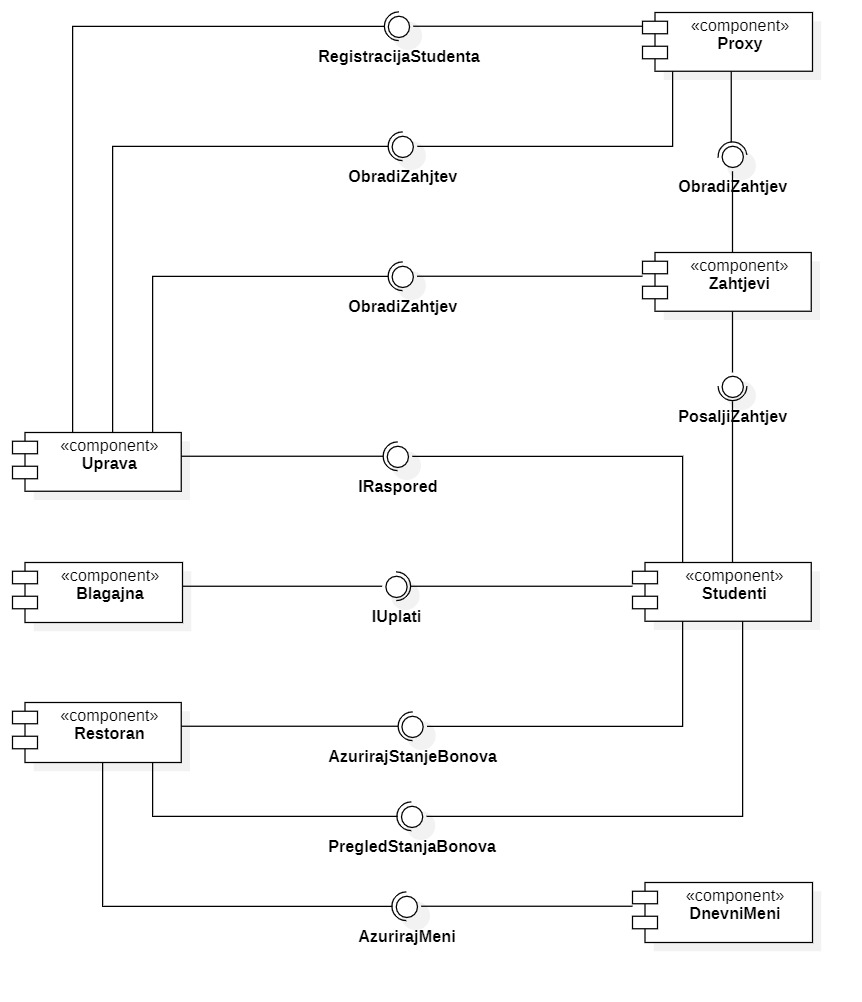 «component»
Proxy
RegistracijaStudenta
ObradiZahjtev
ObradiZahtjev
«component»
Zahtjevi
ObradiZahtjev
PosaljiZahtjev
«component»
Uprava
IRaspored
«component»
Blagajna
IUplati
«component»
Studenti
«component»
Restoran
AzurirajStanjeBonova
PregledStanjaBonova
«component»
DnevniMeni
AzurirajMeni